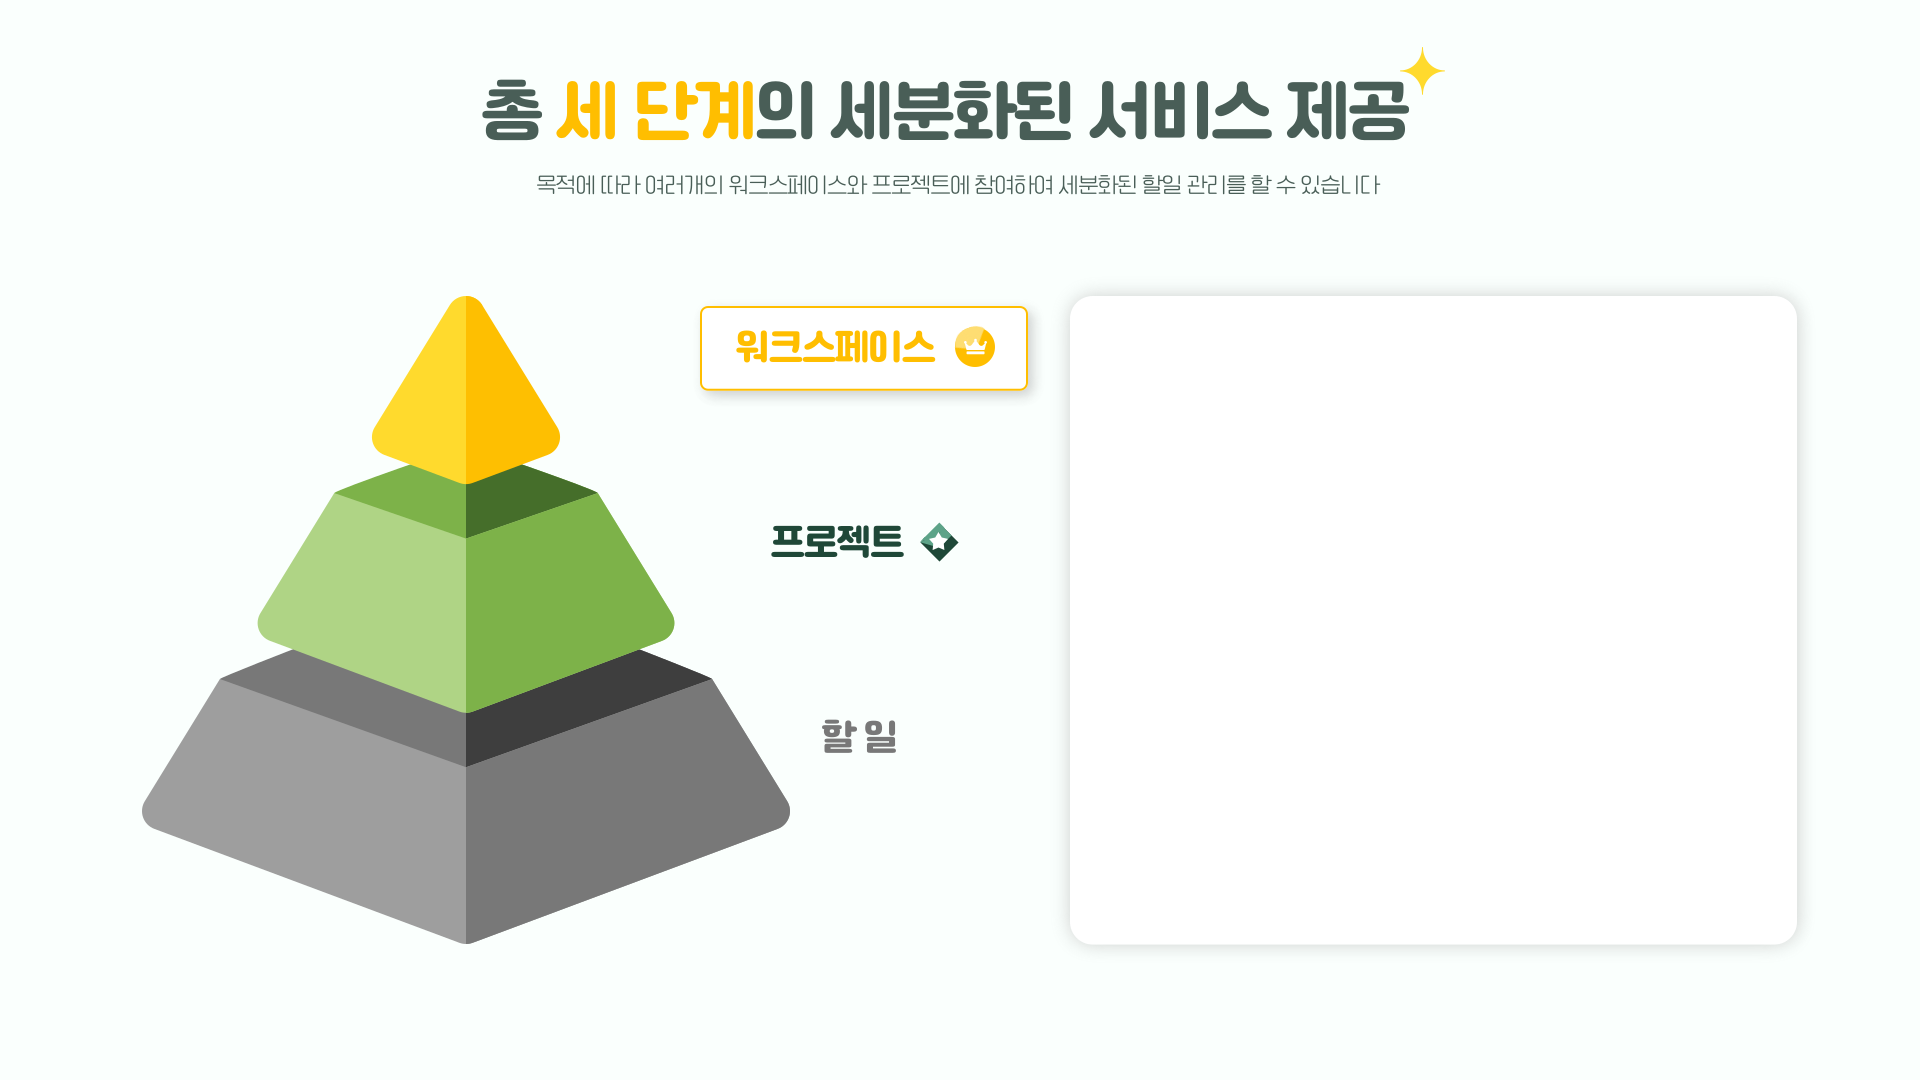 총 세 단계의 세분화된 서비스 제공
목적에 따라 여러개의 워크스페이스와 프로젝트에 참여하여 세분화된 할일 관리를 할 수 있습니다
워크스페이스
프로젝트
할 일